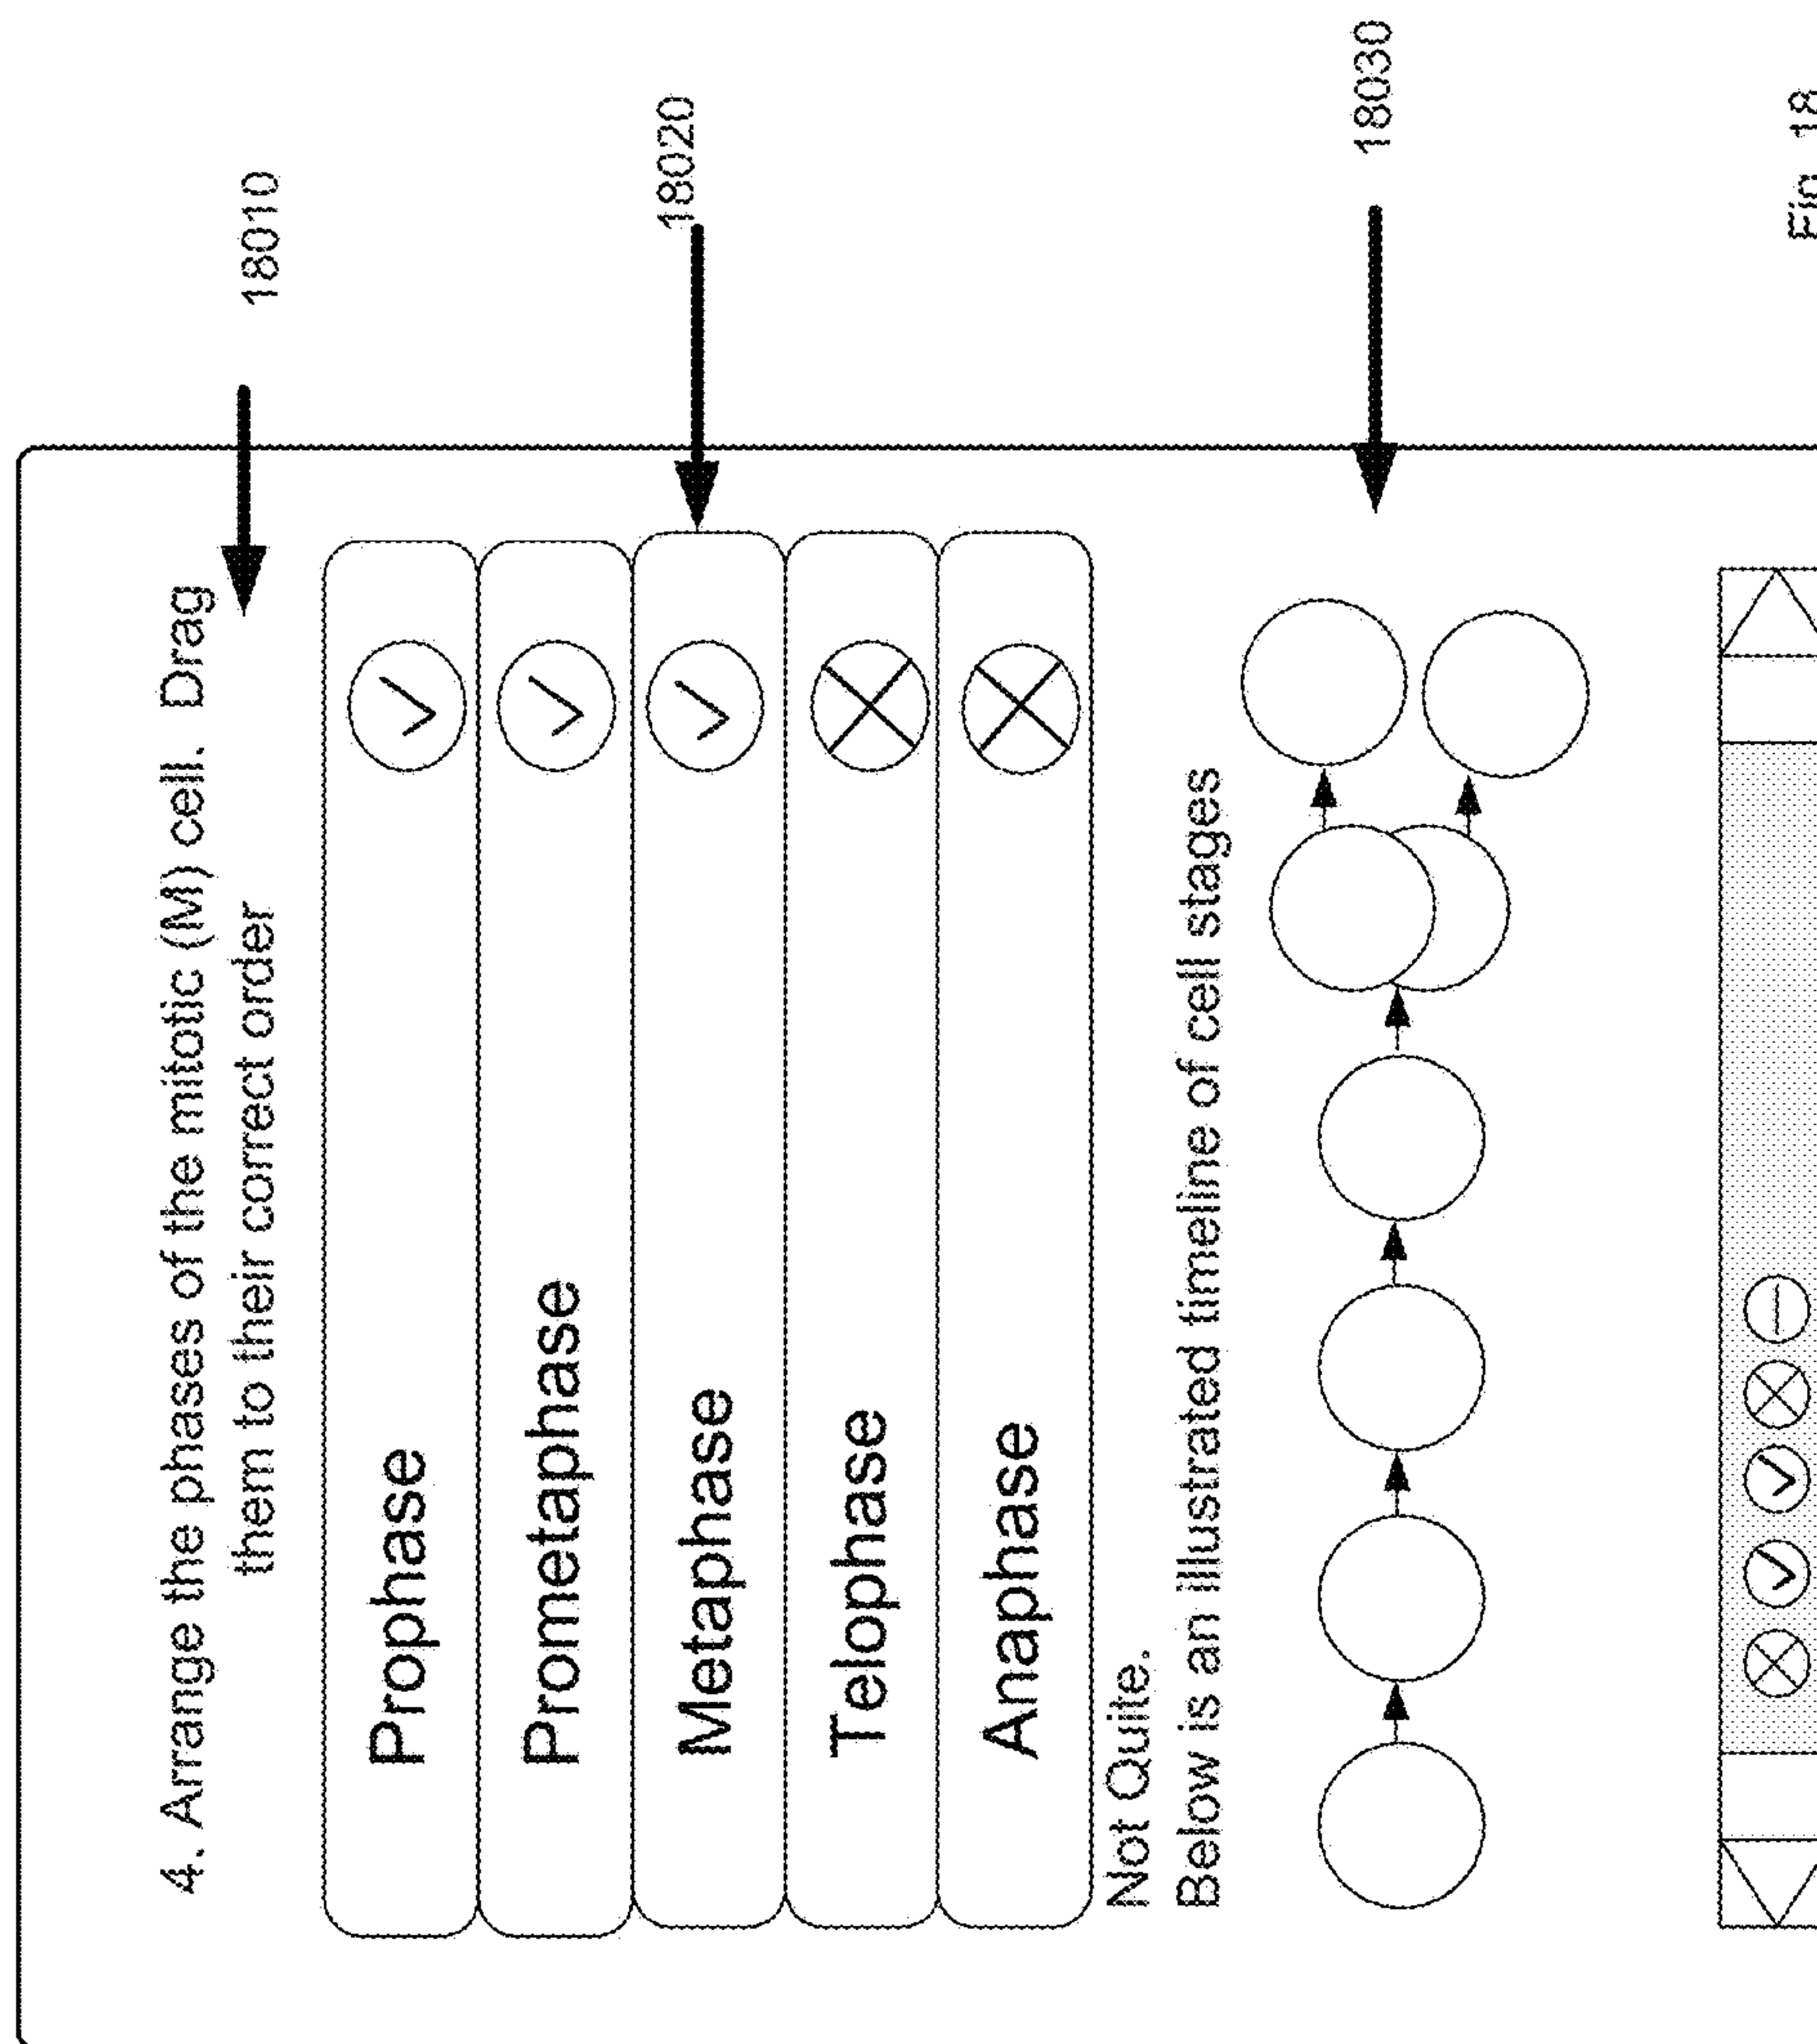 4. Arrange the phases of the mitotic (M) cell. Drag
them to their correct order
18010
Prophase
Prometaphase
Metaphase
18020
Telophase
Anaphase
Not Quite.
Below is an illustrated timeline of cell stages
18030
Fig. 18